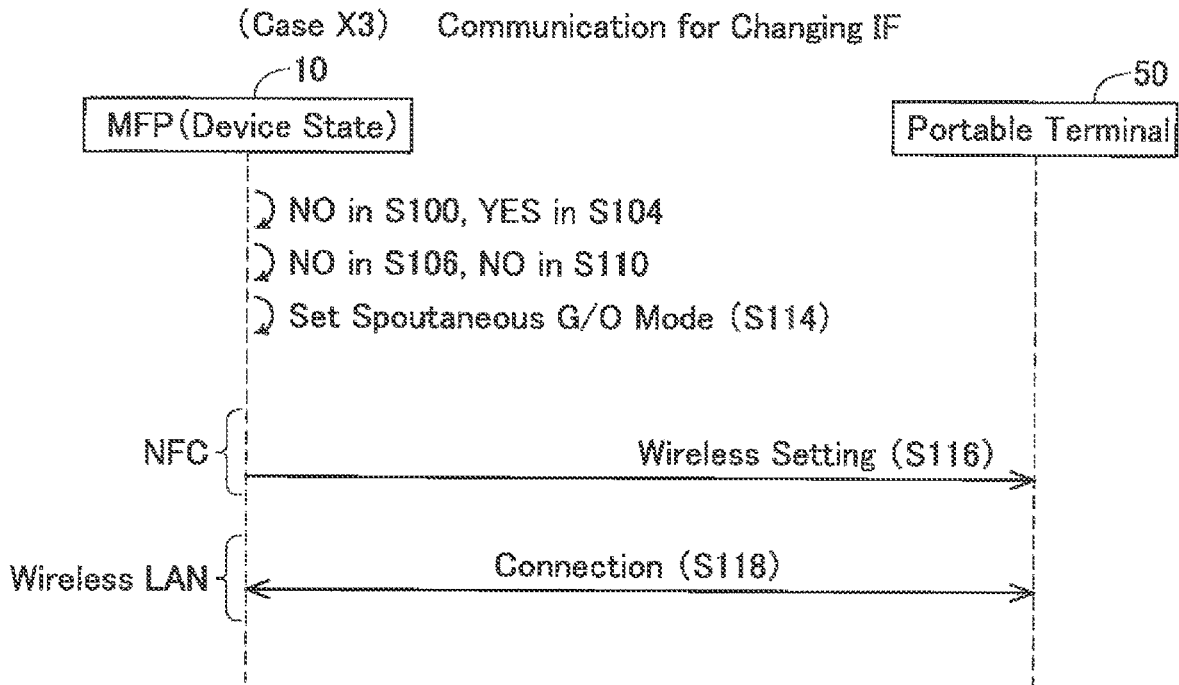 (Case X3) Communication for Changing IF
10
50
MFP(Device State)
Portable Terminal
NO in S100, YES in S104
NO in S106, NO in S110
Set Spoutaneous G/O Mode (S114)
NFC
Wireless Setting (S116)
Wireless LAN
Connection (S118)